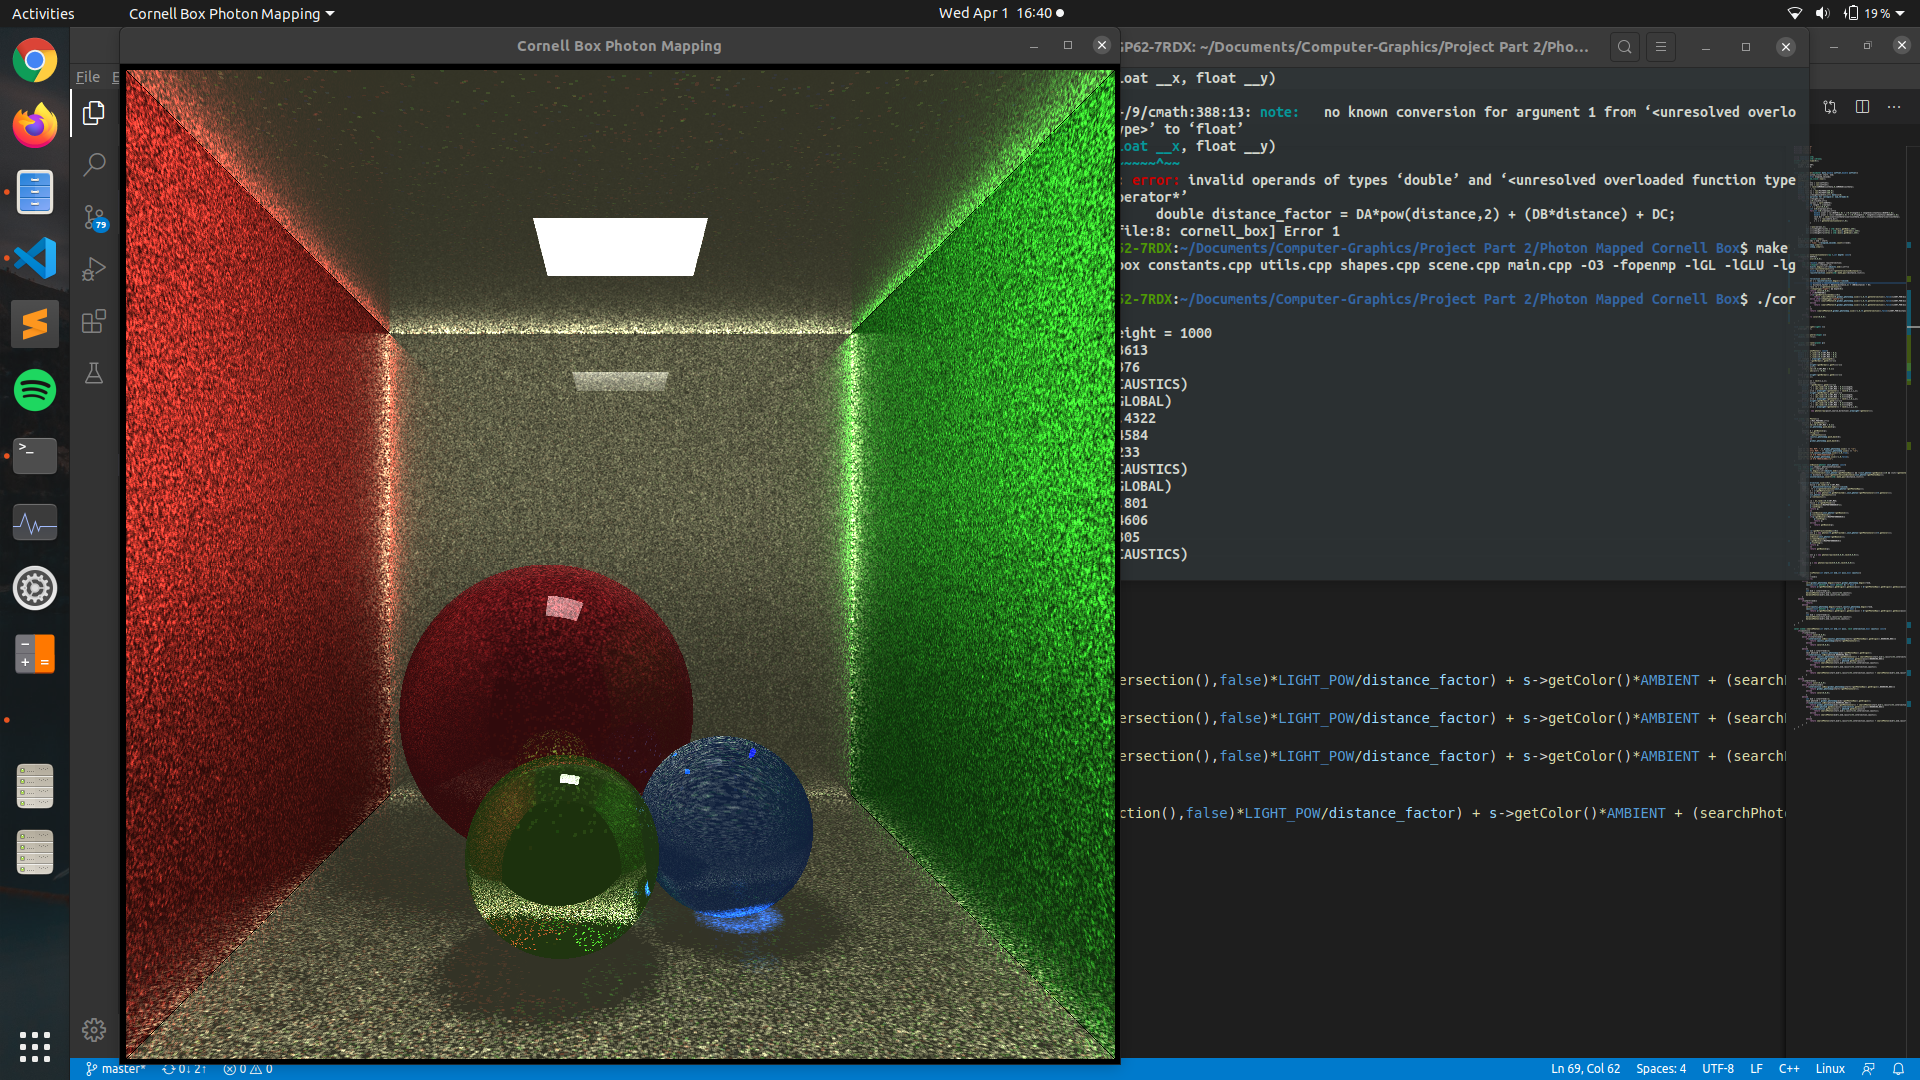 Activities
Cornell Box Photon Mapping
Wed Apr 1 16:40
19 %
Cornell Box Photon Mapping
GP62-7RDX: ~/Documents/Computer-Graphics/Project Part 2/Pho...
File
79
loat __x, float __y)
/9/cmath:388:13: note: no known conversion for argument 1 from ‘<unresolved overlo
ype>’ to ‘float’
loat __x, float __y)
~~~~~^~~
error: invalid operands of types ‘double’ and ‘<unresolved overloaded function type
perator*’
double distance_factor = DA*pow(distance,2) + (DB*distance) + DC;
file:8: cornell_box] Error 1
62-7RDX:~/Documents/Computer-Graphics/Project Part 2/Photon Mapped Cornell Box$ make
box constants.cpp utils.cpp shapes.cpp scene.cpp main.cpp -O3 -fopenmp -lGL -lGLU -lg
62-7RDX:~/Documents/Computer-Graphics/Project Part 2/Photon Mapped Cornell Box$ ./cor
eight = 1000
3613
376
CAUSTICS)
GLOBAL)
.4322
4584
233
CAUSTICS)
GLOBAL)
.801
4606
305
CAUSTICS)
ersection(),false)*LIGHT_POW/distance_factor) + s->getColor()*AMBIENT + (search
ersection(),false)*LIGHT_POW/distance_factor) + s->getColor()*AMBIENT + (search
ersection(),false)*LIGHT_POW/distance_factor) + s->getColor()*AMBIENT + (search
ction(),false)*LIGHT_POW/distance_factor) + s->getColor()*AMBIENT + (searchPhot
master* 0↓ 2↑ 0 0
Ln 69, Col 62 Spaces: 4 UTF-8 LF C++ Linux